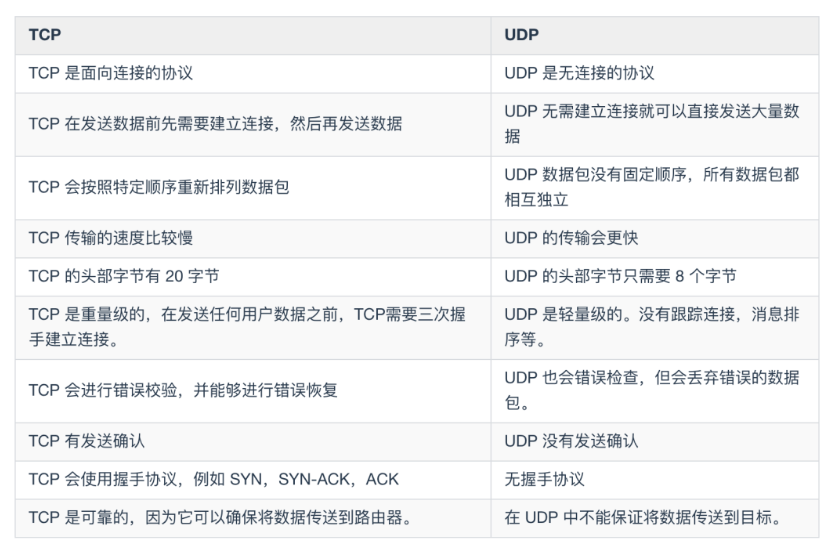 TCP UDP
TCP 是面向连接的协议 UDP 是无连接的协议
TCP 在发送数据前先需要建立连接，然后再发送数据 UDP 无需建立连接就可以直接发送大量数
据
TCP 会按照特定顺序重新排列数据包 UDP 数据包没有固定顺序，所有数据包都
相互独立
TCP 传输的速度比较慢 UDP 的传输会更快
TCP 的头部字节有 20 字节 UDP 的头部字节只需要 8 个字节
TCP 是重量级的，在发送任何用户数据之前，TCP需要三次握
手建立连接。
UDP 是轻量级的。没有跟踪连接，消息排
序等。
TCP 会进行错误校验，并能够进行错误恢复 UDP 也会错误检查，但会丢弃错误的数据
包。
TCP 有发送确认 UDP 没有发送确认
TCP 会使用握手协议，例如 SYN，SYN-ACK，ACK 无握手协议
TCP 是可靠的，因为它可以确保将数据传送到路由器。 在 UDP 中不能保证将数据传送到目标。